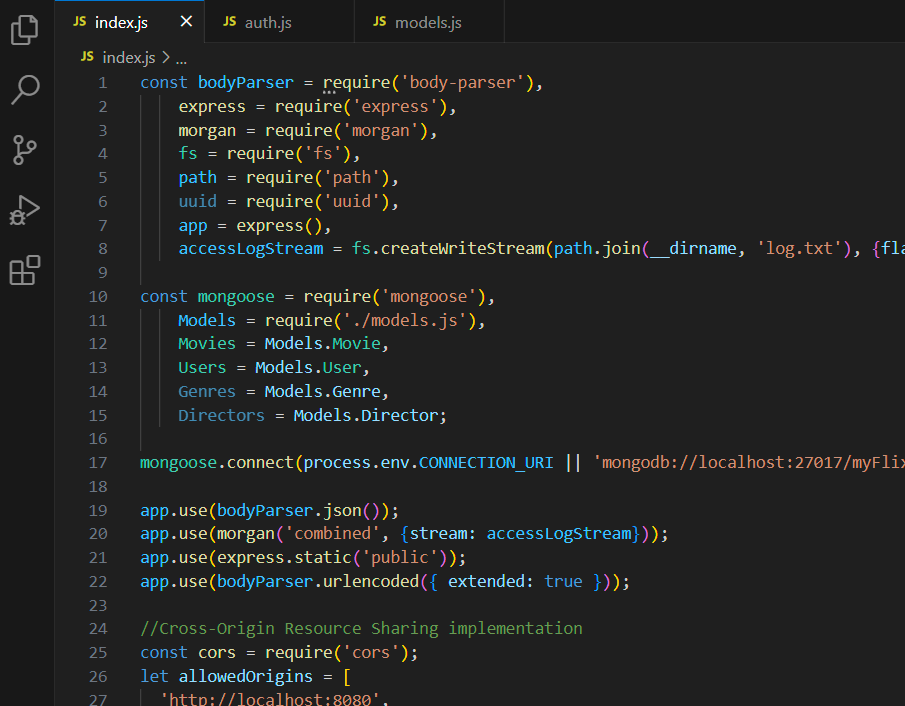 JS index.js × JS auth.js JS models.js
JS index.js > ...
1 const bodyParser = require('body-parser'),
2 express = require('express'),
3 morgan = require('morgan'),
4 fs = require('fs'),
5 path = require('path'),
6 uuid = require('uuid'),
7 app = express(),
8 accessLogStream = fs.createWriteStream(path.join(__dirname, 'log.txt'), {fla
9
10 const mongoose = require('mongoose'),
11 Models = require('./models.js'),
12 Movies = Models.Movie,
13 Users = Models.User,
14 Genres = Models.Genre,
15 Directors = Models.Director;
16
17 mongoose.connect(process.env.CONNECTION_URI || 'mongodb://localhost:27017/myFlix
18
19 app.use(bodyParser.json());
20 app.use(morgan('combined', {stream: accessLogStream}));
21 app.use(express.static('public'));
22 app.use(bodyParser.urlencoded({ extended: true }));
23
24 //Cross-Origin Resource Sharing implementation
25 const cors = require('cors');
26 let allowedOrigins = [
27 'http://localhost:8080',